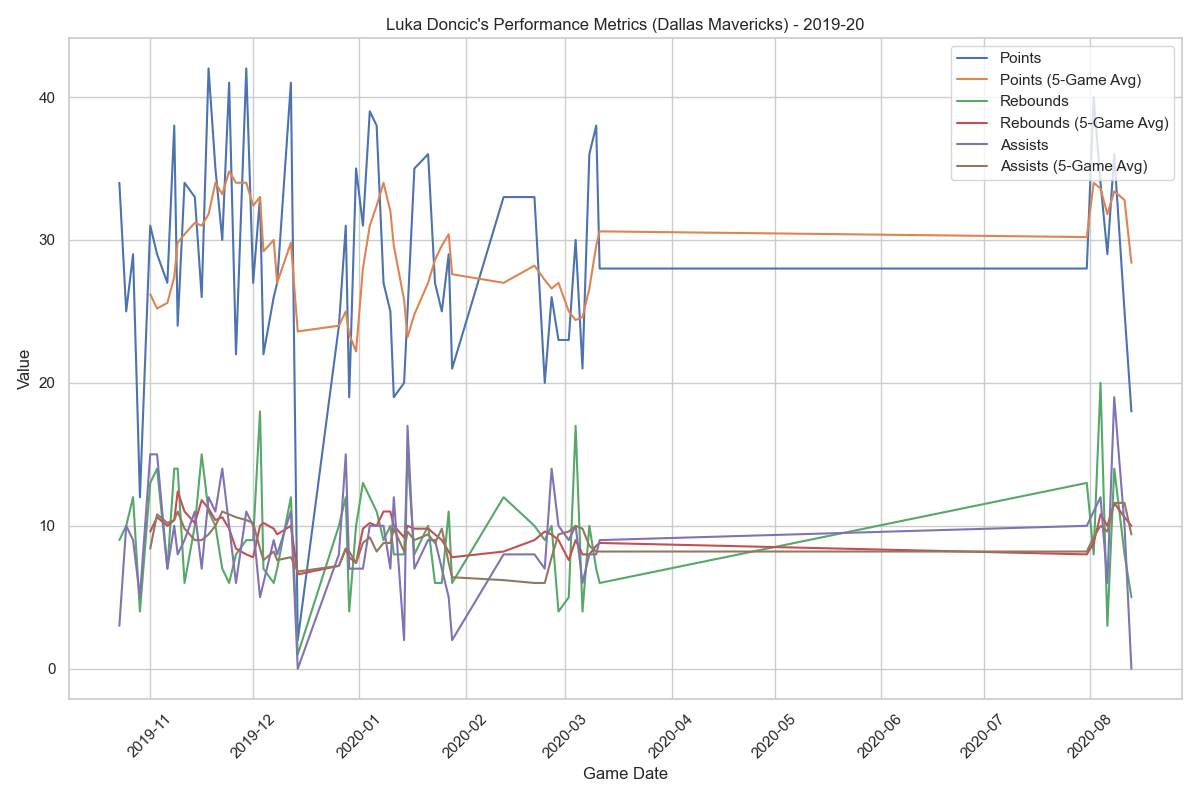 Luka Doncic's Performance Metrics (Dallas Mavericks) - 2019-20
Points
Points (5-Game Avg)
Rebounds
Rebounds (5-Game Avg)
Assists
Assists (5-Game Avg)
40
30
20
10
0
Value
2019-11
2019-12
2020-01
2020-02
2020-03
2020-04
2020-05
2020-06
2020-07
2020-08
Game Date